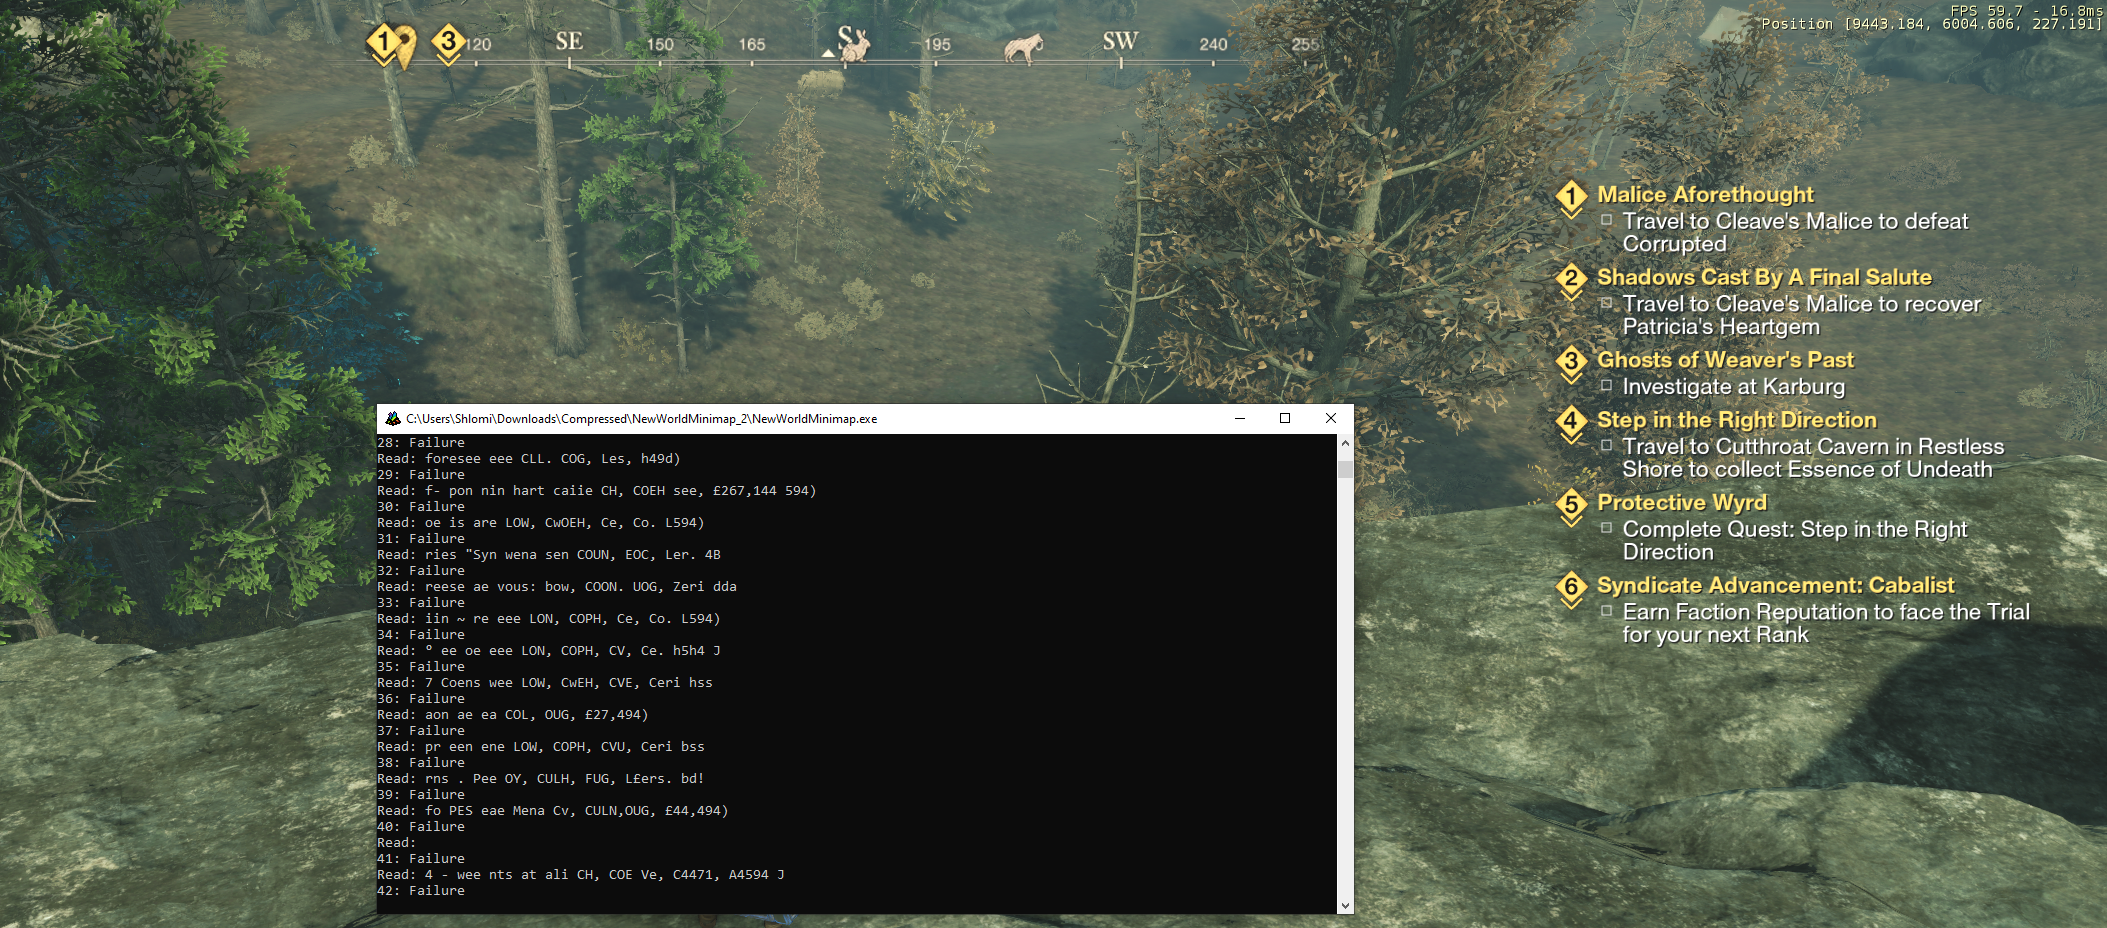 FPS 59.7 - 16.8ms
Position [9443.184, 6004.606, 227.191]
1 3 120 SE 150 165 S 195 SW 240 255
1 Malice Aforethought
Travel to Cleave's Malice to defeat
Corrupted
2 Shadows Cast By A Final Salute
Travel to Cleave's Malice to recover
Patricia's Heartgem
3 Ghosts of Weaver's Past
Investigate at Karburg
4 Step in the Right Direction
Travel to Cutthroat Cavern in Restless
Shore to collect Essence of Undeath
5 Protective Wyrd
Complete Quest: Step in the Right
Direction
6 Syndicate Advancement: Cabalist
Earn Faction Reputation to face the Trial
for your next Rank
C:\Users\Shlomi\Downloads\Compressed\NewWorldMinimap_2\NewWorldMinimap.exe
28: Failure
Read: foresee eee CLL. COG, Les, h49d)
29: Failure
Read: f- pon nin hart caiie CH, COEH see, £267,144 594)
30: Failure
Read: oe is are LOW, CwOEH, Ce, Co. L594)
31: Failure
Read: ries "Syn wena sen COUN, EOC, Ler. 4B
32: Failure
Read: reese ae vous: bow, COON. UOG, Zeri dda
33: Failure
Read: iin ~ re eee LON, COPH, Ce, Co. L594)
34: Failure
Read: ° ee oe eee LON, COPH, CV, Ce. h5h4 J
35: Failure
Read: 7 Coens wee LOW, CwEH, CVE, Ceri hss
36: Failure
Read: aon ae ea COL, OUG, £27,494)
37: Failure
Read: pr een ene LOW, COPH, CVU, Ceri bss
38: Failure
Read: rns . Pee OY, CULH, FUG, L£ers. bd!
39: Failure
Read: fo PES eae Mena Cv, CULN,OUG, £44,494)
40: Failure
Read:
41: Failure
Read: 4 - wee nts at ali CH, COE Ve, C4471, A4594 J
42: Failure